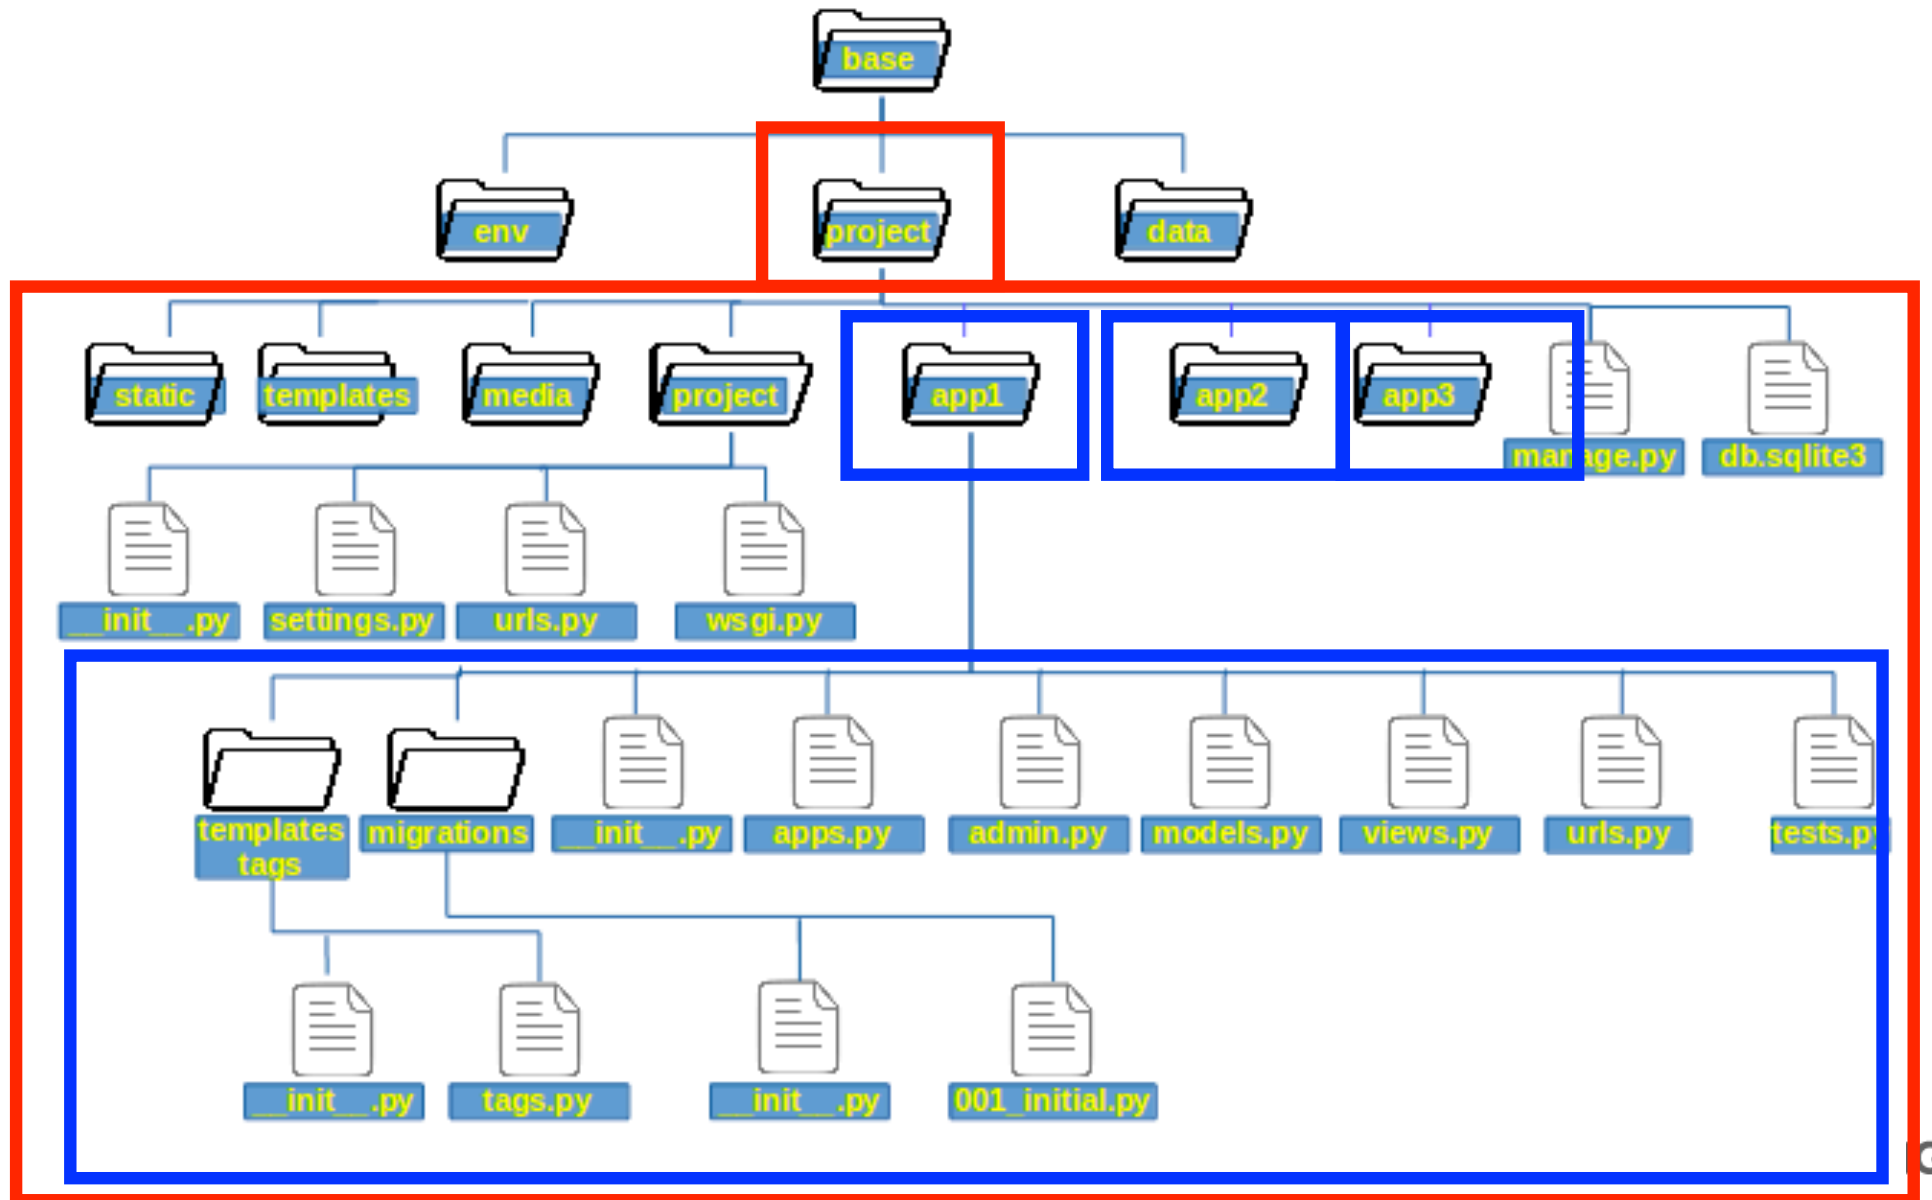 base
env
project
data
static
templates
media
project
app1
app2
app3
manage.py
db.sqlite3
__init__.py
settings.py
urls.py
wsgi.py
templates
tags
migrations
__init__.py
apps.py
admin.py
models.py
views.py
urls.py
tests.py
__init__.py
tags.py
__init__.py
001_initial.py